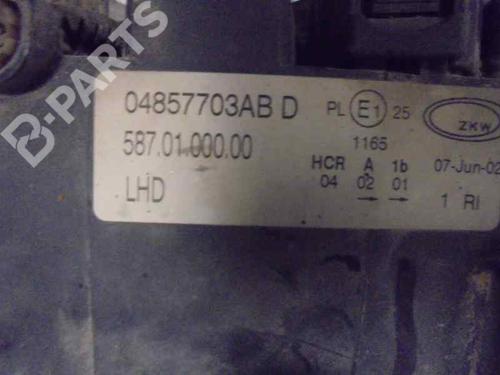 B-PARTS
04857703AB D PL E1 25 ZKW
587.01.000.00 1165
HCR A 1b 07-Jun-02
LHD 04 02 01
→ → 1 RI